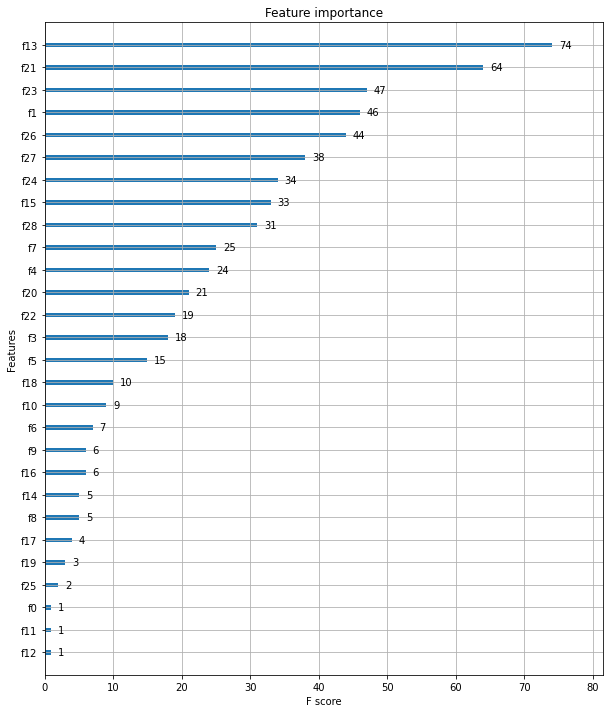 Feature importance
f13 74
f21 64
f23 47
f1 46
f26 44
f27 38
f24 34
f15 33
f28 31
f7 25
f4 24
f20 21
f22 19
f3 18
f5 15
f18 10
f10 9
f6 7
f9 6
f16 6
f14 5
f8 5
f17 4
f19 3
f25 2
f0 1
f11 1
f12 1
Features
0 10 20 30 40 50 60 70 80
F score